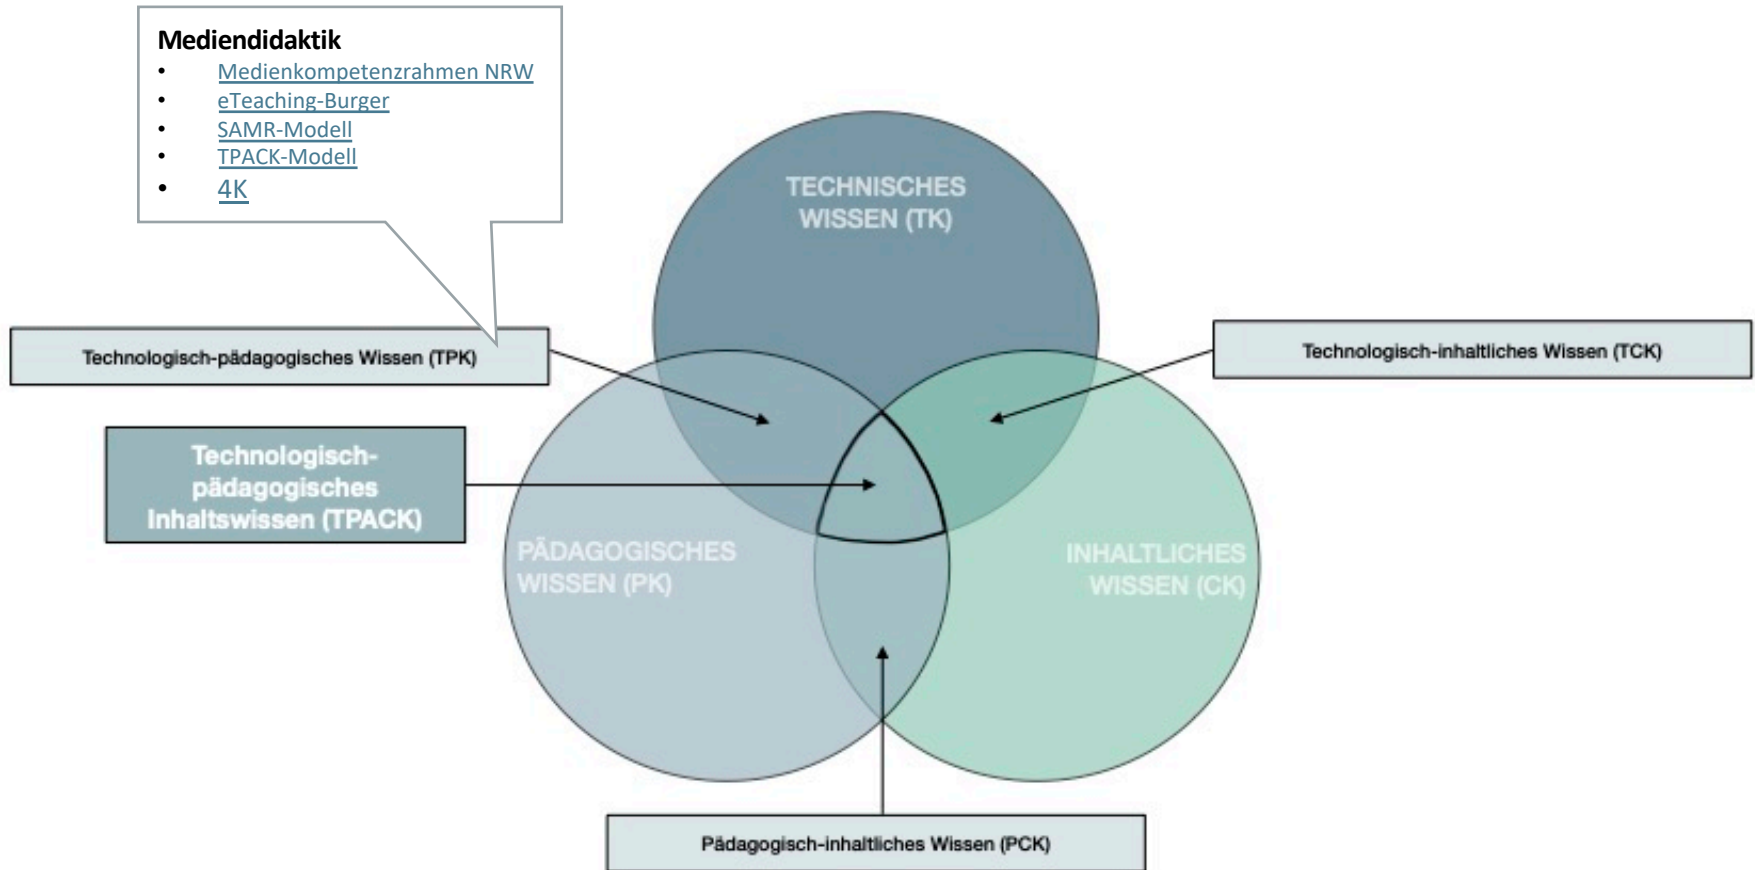 Mediendidaktik
• Medienkompetenzrahmen NRW
• eTeaching-Burger
• SAMR-Modell
• TPACK-Modell
• 4K
TECHNISCHES
WISSEN (TK)
Technologisch-pädagogisches Wissen (TPK)
Technologisch-inhaltliches Wissen (TCK)
Technologisch-
pädagogisches
Inhaltswissen (TPACK)
PÄDAGOGISCHES
WISSEN (PK)
INHALTLICHES
WISSEN (CK)
Pädagogisch-inhaltliches Wissen (PCK)